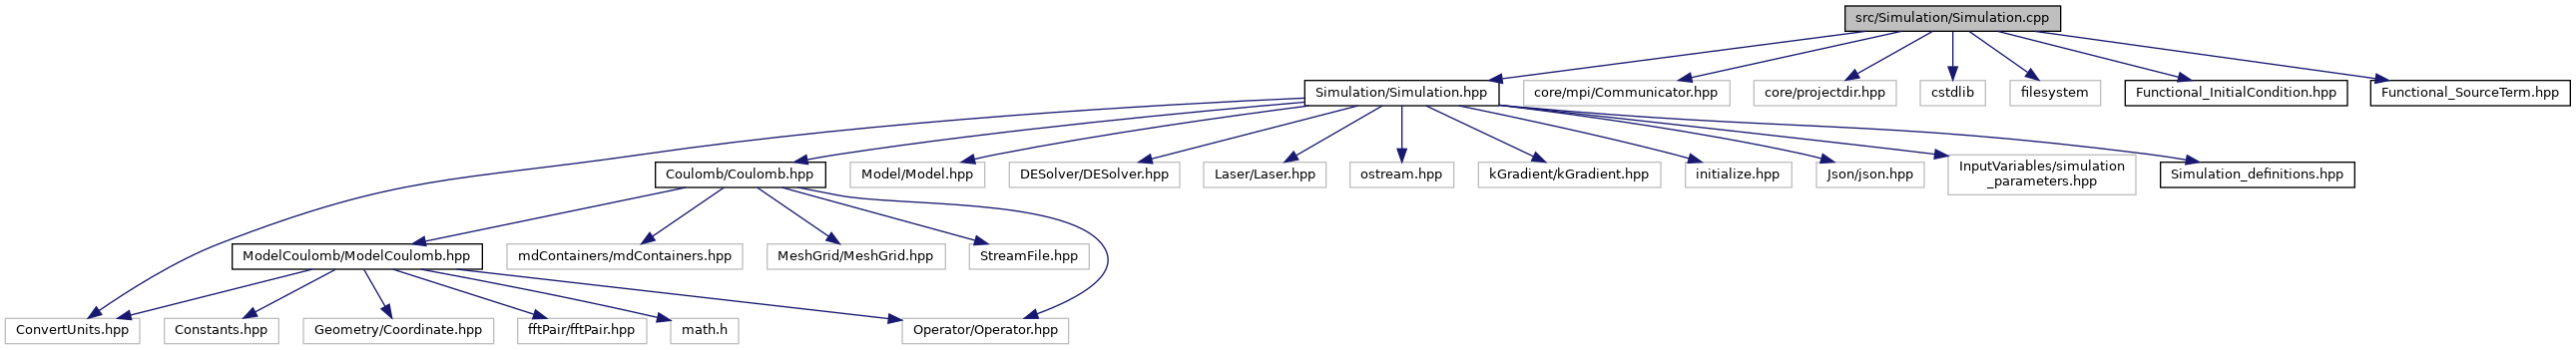 src/Simulation/Simulation.cpp
Simulation/Simulation.hpp
core/mpi/Communicator.hpp
core/projectdir.hpp
cstdlib
filesystem
Functional_InitialCondition.hpp
Functional_SourceTerm.hpp
Coulomb/Coulomb.hpp
Model/Model.hpp
DESolver/DESolver.hpp
Laser/Laser.hpp
ostream.hpp
kGradient/kGradient.hpp
initialize.hpp
Json/json.hpp
InputVariables/simulation
_parameters.hpp
Simulation_definitions.hpp
ModelCoulomb/ModelCoulomb.hpp
mdContainers/mdContainers.hpp
MeshGrid/MeshGrid.hpp
StreamFile.hpp
ConvertUnits.hpp
Constants.hpp
Geometry/Coordinate.hpp
fftPair/fftPair.hpp
math.h
Operator/Operator.hpp